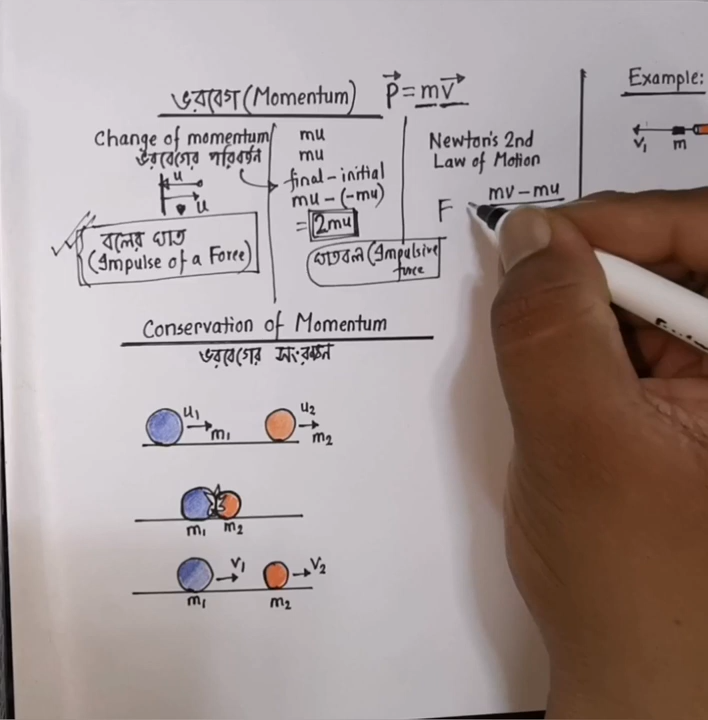 ভরবেগ (Momentum) P = mv
Change of momentum
ভরবেগের পরিবর্তন
u
u
বলের ঘাত
(Impulse of a Force)
mu
mu
final - initial
mu - (-mu)
= 2mu
ঘাতবল (Impulsive
force
Newton's 2nd
Law of Motion
F
mv - mu
Example:
v₁ m
Conservation of Momentum
ভরবেগের সংরক্ষণ
u₁ m₁ u₂ m₂
m₁ m₂
v₁ v₂
m₁ m₂